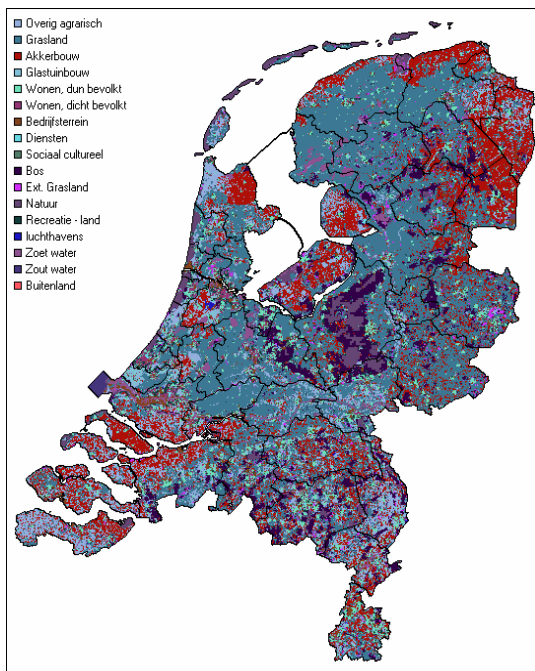 Overig agrarisch
Grasland
Akkerbouw
Glastuinbouw
Wonen, dun bevolkt
Wonen, dicht bevolkt
Bedrijfsterrein
Diensten
Sociaal cultureel
Bos
Ext. Grasland
Natuur
Recreatie - land
luchthavens
Zoet water
Zout water
Buitenland